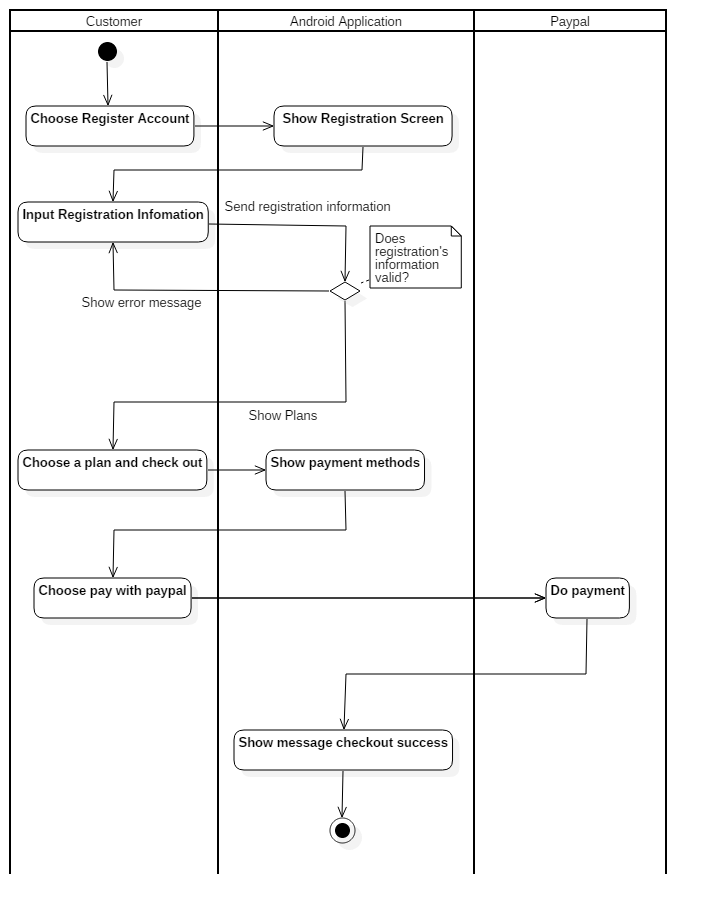 Customer
Android Application
Paypal
Choose Register Account
Show Registration Screen
Input Registration Infomation
Send registration information
Does
registration's
information
valid?
Show error message
Show Plans
Choose a plan and check out
Show payment methods
Choose pay with paypal
Do payment
Show message checkout success